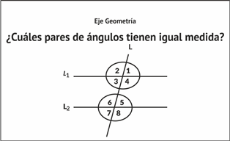 Eje Geometría
¿Cuáles pares de ángulos tienen igual medida?
L
2 1
L₁
3 4
6 5
L₂
7 8